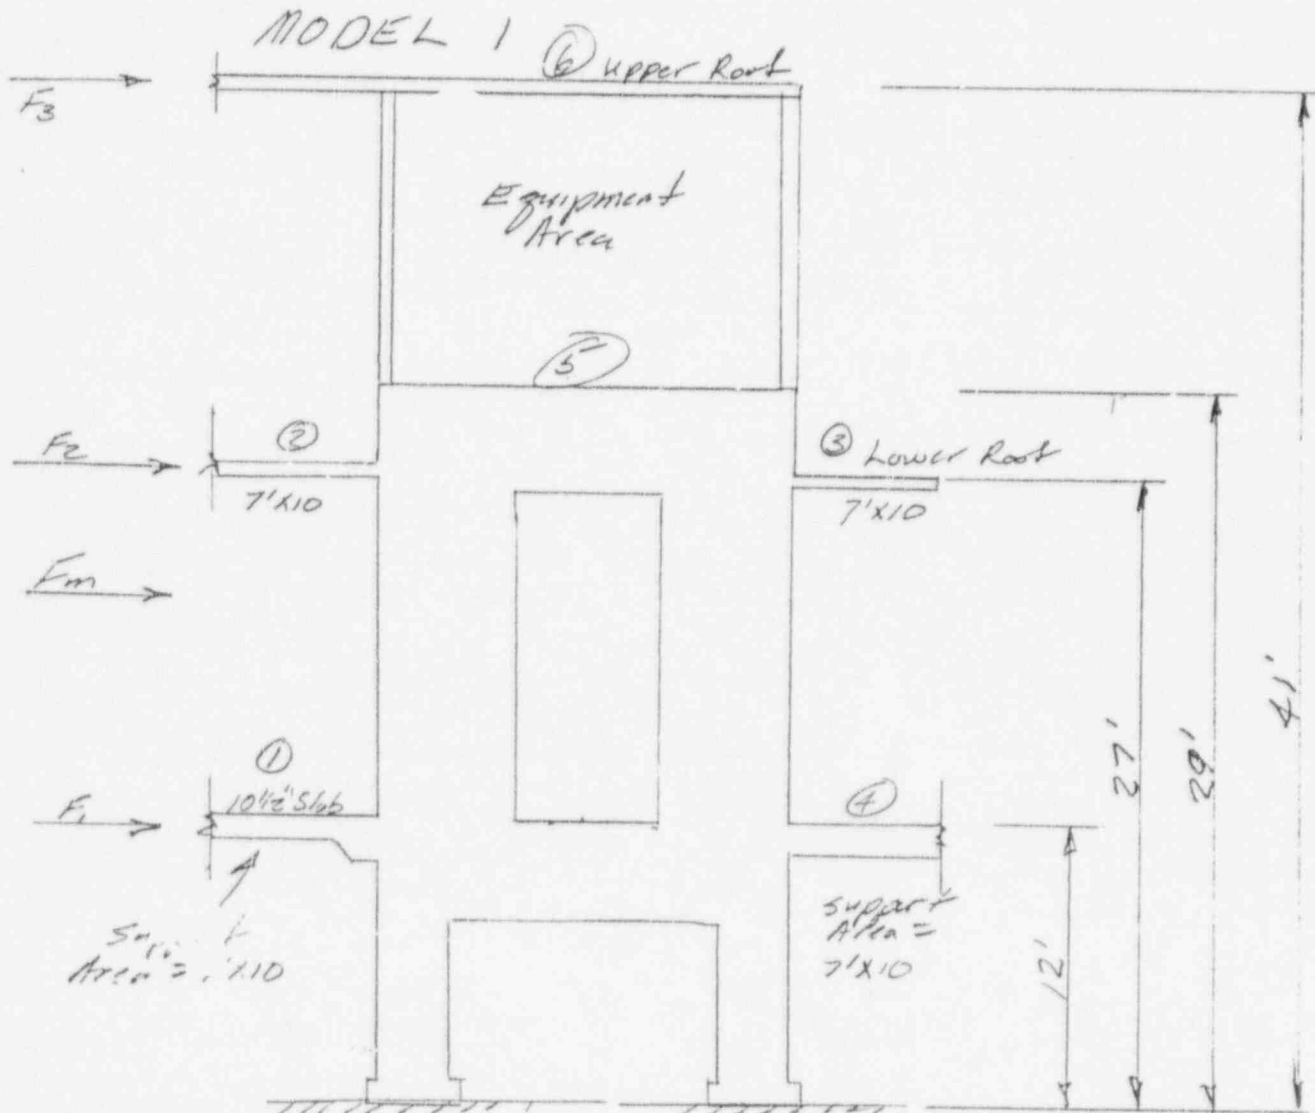 MODEL 1
⑥ Upper Roof
F3
Equipment
Area
⑤
F2
②
③ Lower Roof
7'X10
7'X10
Fm
①
F1
10½" Slab
④
Area = 'X10
Support
Area =
7'X10
12'
27'
29'
41'